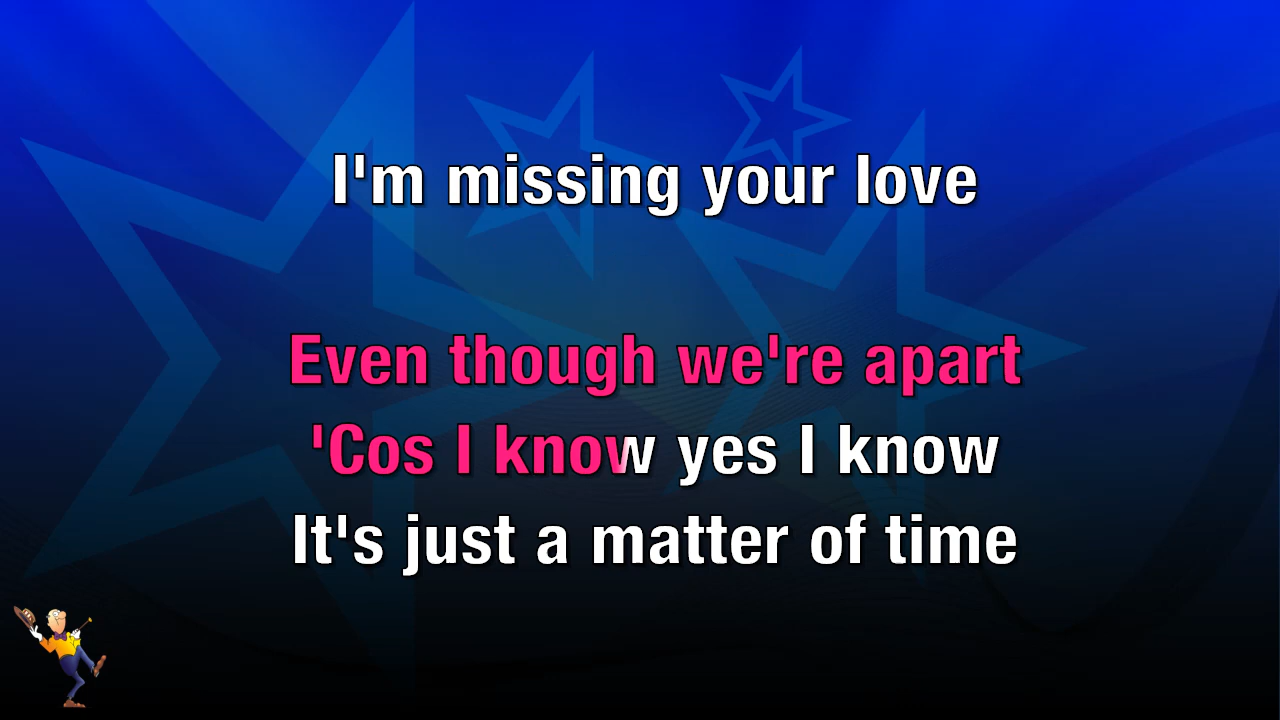 I'm missing your love
Even though we're apart
'Cos I know yes I know
It's just a matter of time